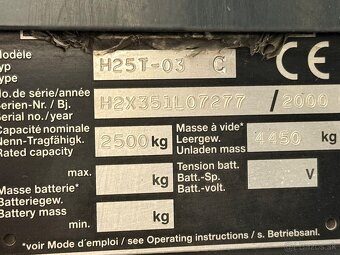 Modèle
Typ H25T-03 C CE
Type
No. de série/année
Serien-Nr. / Bj. H2X351L07277 / 2000
Serial no./year
Capacité nominale Masse à vide*
Nenn-Tragfähigk. 2500 kg Leergew. 4450 kg
Rated capacity Unladen mass
max. kg Tension batt.
Masse batterie* Batt.-Sp. V
Batteriegew. Batt.-volt.
Battery mass
min. kg
*voir Mode d'emploi / see Operating instructions / s. Betriebsanl.